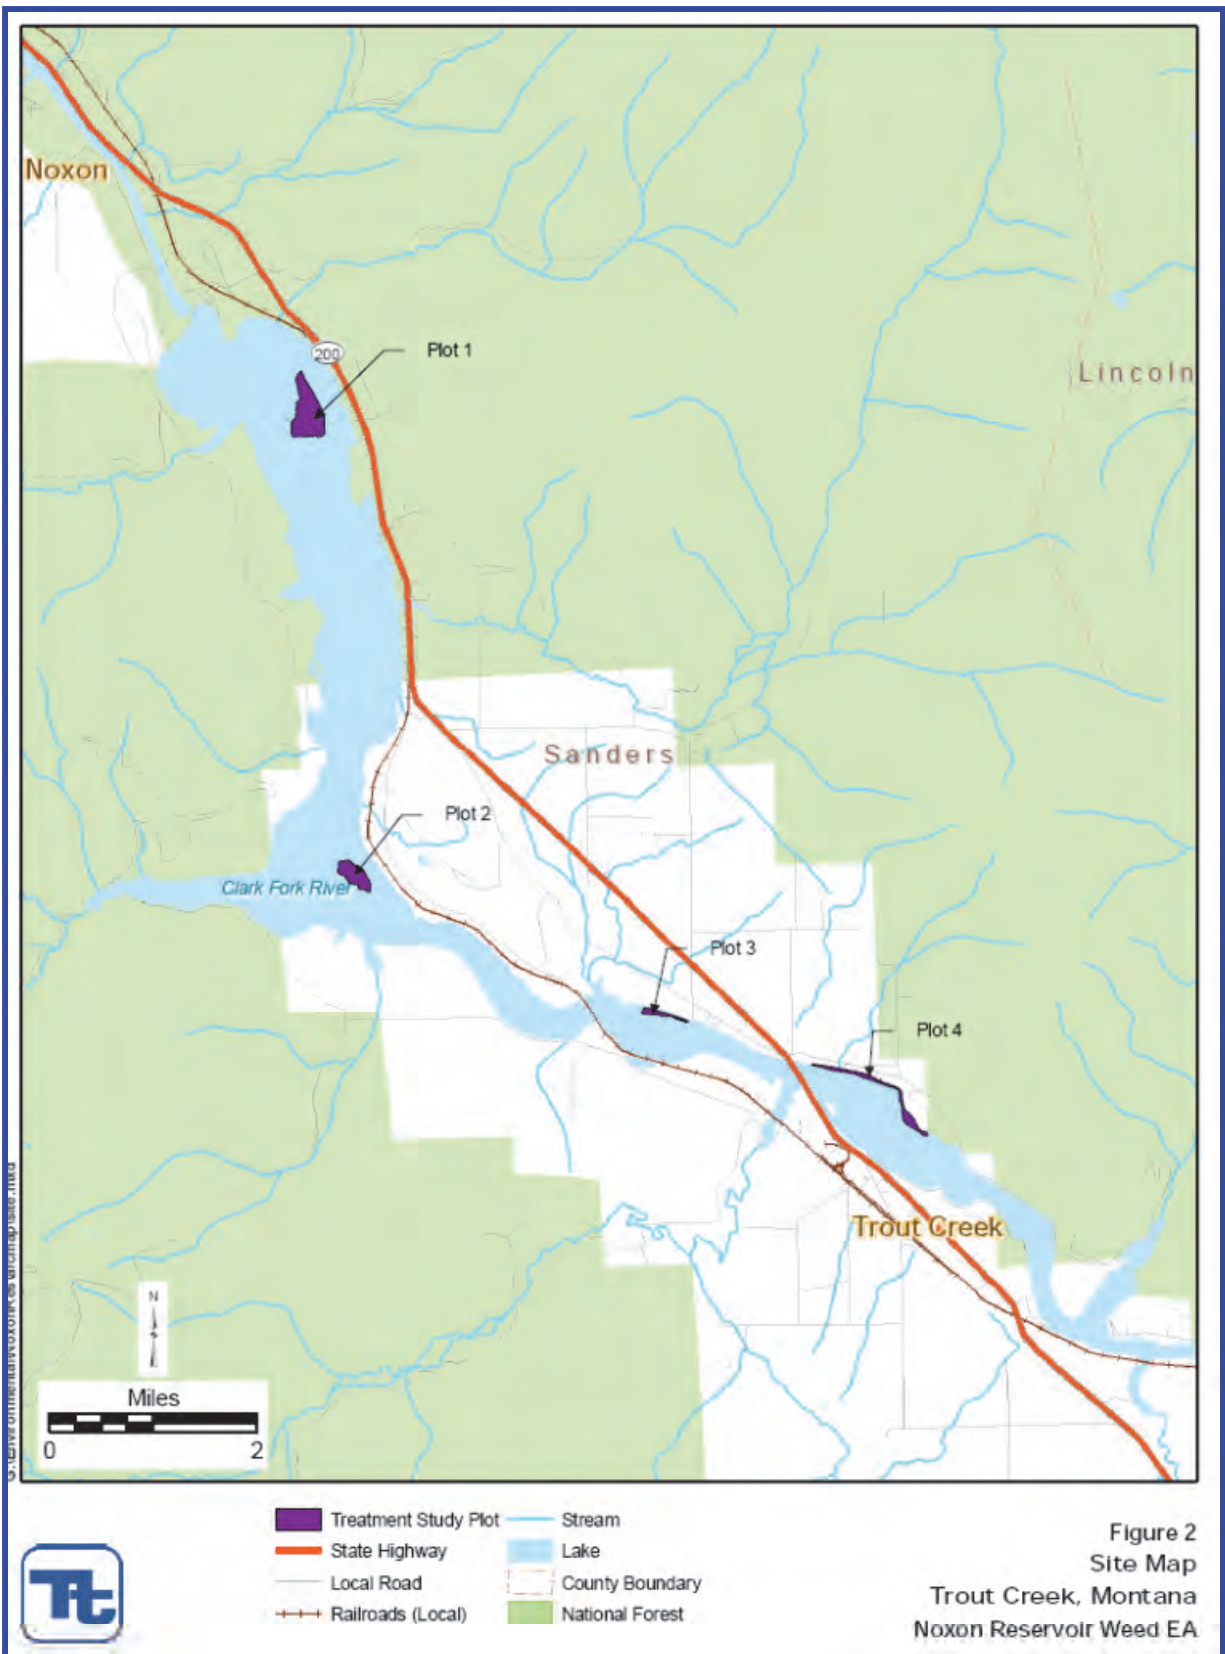 Noxon
200
Plot 1
Lincoln
Sanders
Plot 2
Clark Fork River
Plot 3
Plot 4
Trout Creek
N
Miles
0 2
Treatment Study Plot
State Highway
Local Road
Railroads (Local)
Stream
Lake
County Boundary
National Forest
Tt
Figure 2
Site Map
Trout Creek, Montana
Noxon Reservoir Weed EA